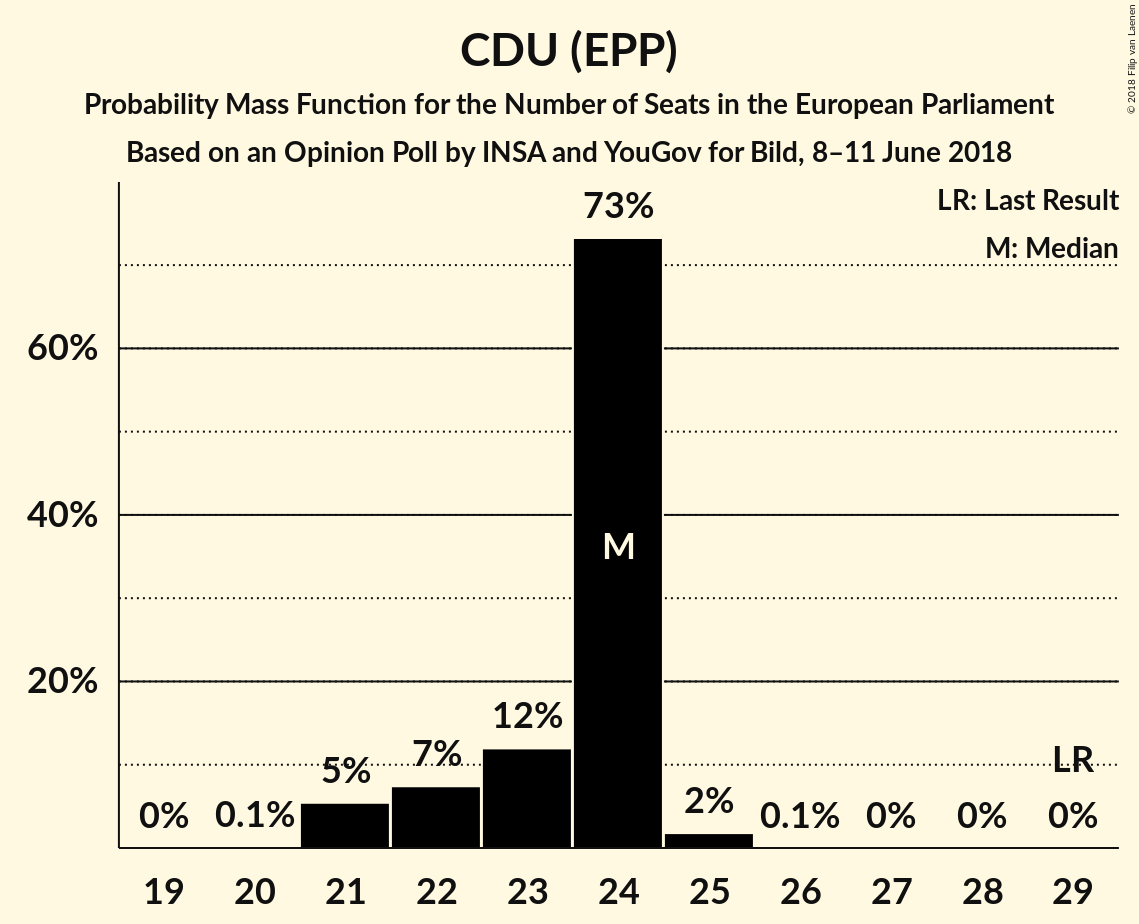 CDU (EPP)
Probability Mass Function for the Number of Seats in the European Parliament
Based on an Opinion Poll by INSA and YouGov for Bild, 8–11 June 2018
© 2018 Filip van Laenen
LR: Last Result
M: Median
73%
60%
40%
20%
M
12%
7%
5%
LR
0%
0.1%
2%
0.1%
0%
0%
0%
19 20 21 22 23 24 25 26 27 28 29